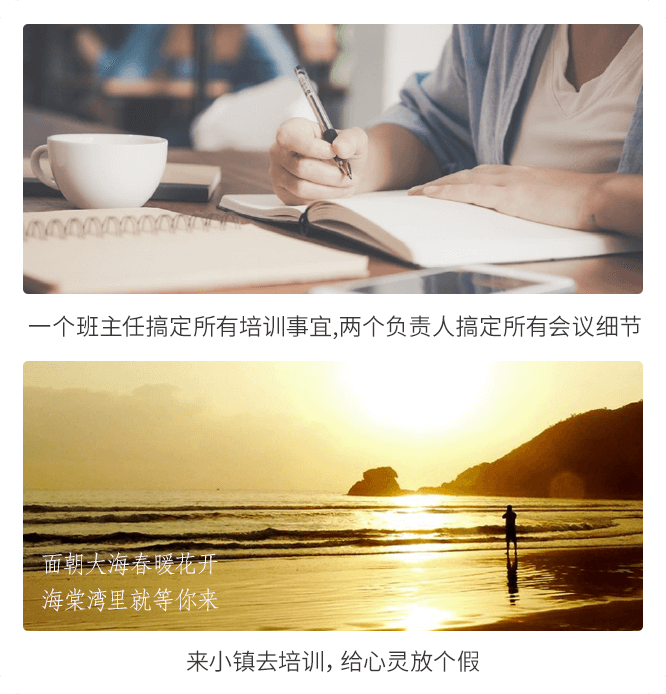 一个班主任搞定所有培训事宜,两个负责人搞定所有会议细节
面朝大海春暖花开
海棠湾里就等你来
来小镇去培训，给心灵放个假